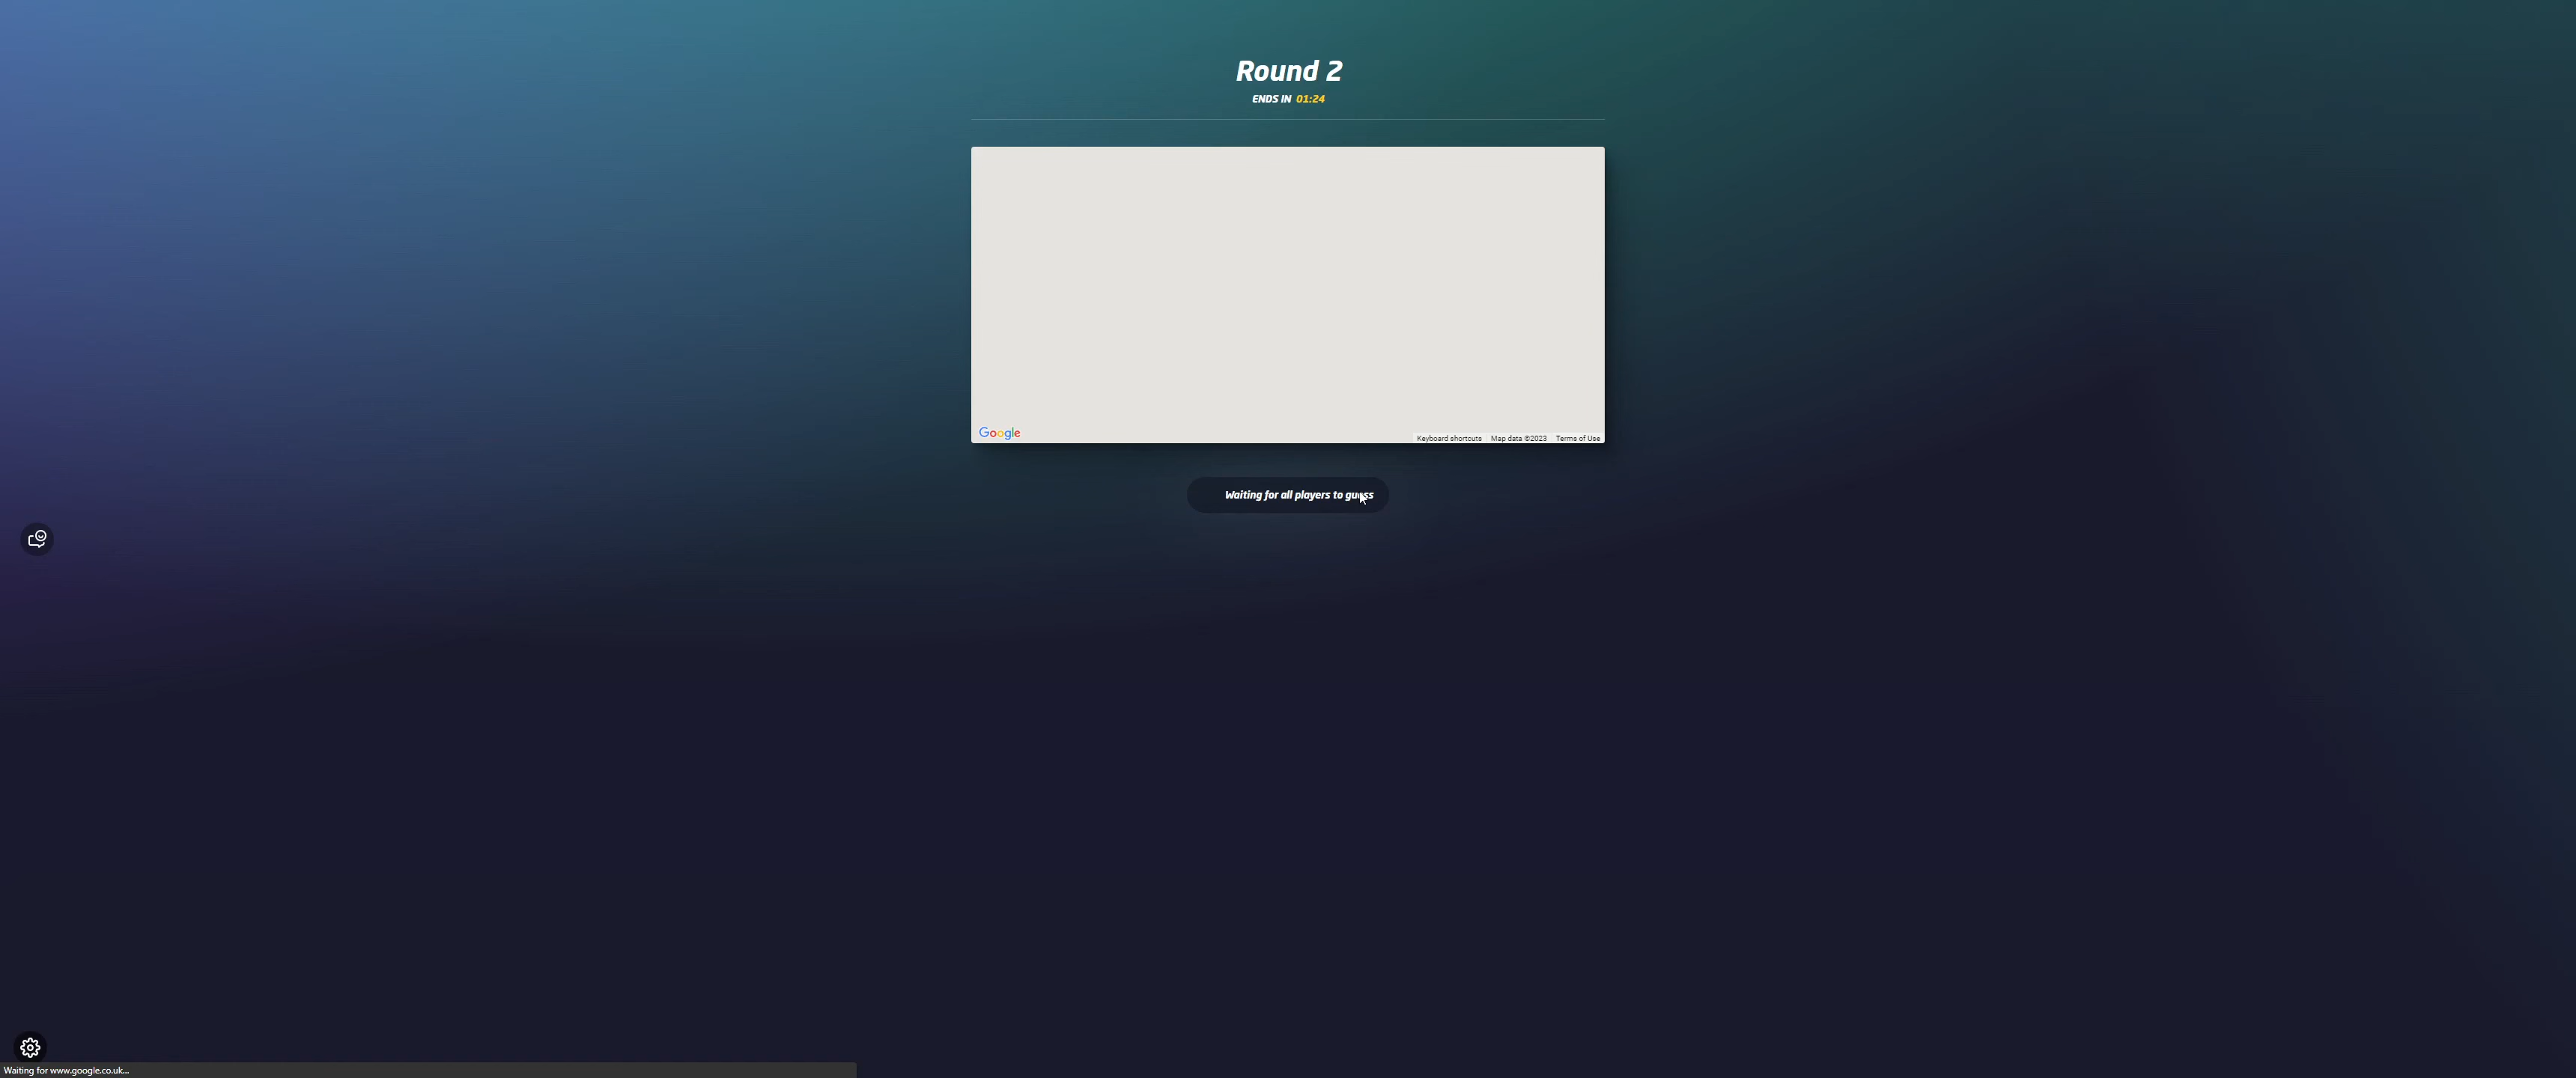 Round 2
ENDS IN 01:24
Google
Keyboard shortcuts Map data ©2023 Terms of Use
Waiting for all players to guess
Waiting for www.google.co.uk...